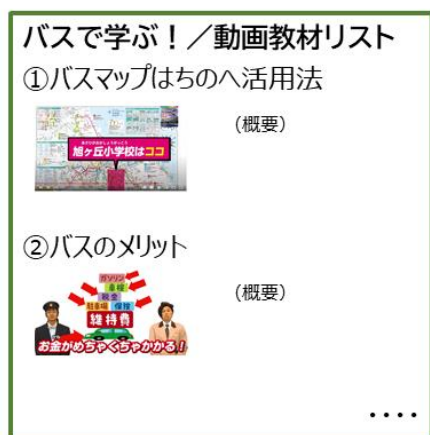 バスで学ぶ！／動画教材リスト
①バスマップはちのへ活用法
（概要）
旭ヶ丘小学校はココ
②バスのメリット
（概要）
ガソリン
車検
税金
駐車場 保険
維持費
お金がめちゃくちゃかかる！
････